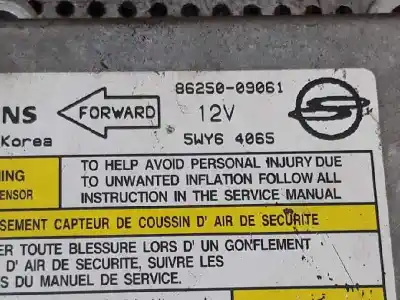 86250-09061
NS FORWARD 12V
Korea 5WY6 4065
NING TO HELP AVOID PERSONAL INJURY DUE
ENSOR TO UNWANTED INFLATION FOLLOW ALL
INSTRUCTION IN THE SERVICE MANUAL
SEMENT CAPTEUR DE COUSSIN D' AIR DE SECURITE
ER TOUTE BLESSURE LORS D' UN GONFLEMENT
D' AIR DE SECURITE, SUIVRE LES
S DU MANUEL DE SERVICE.